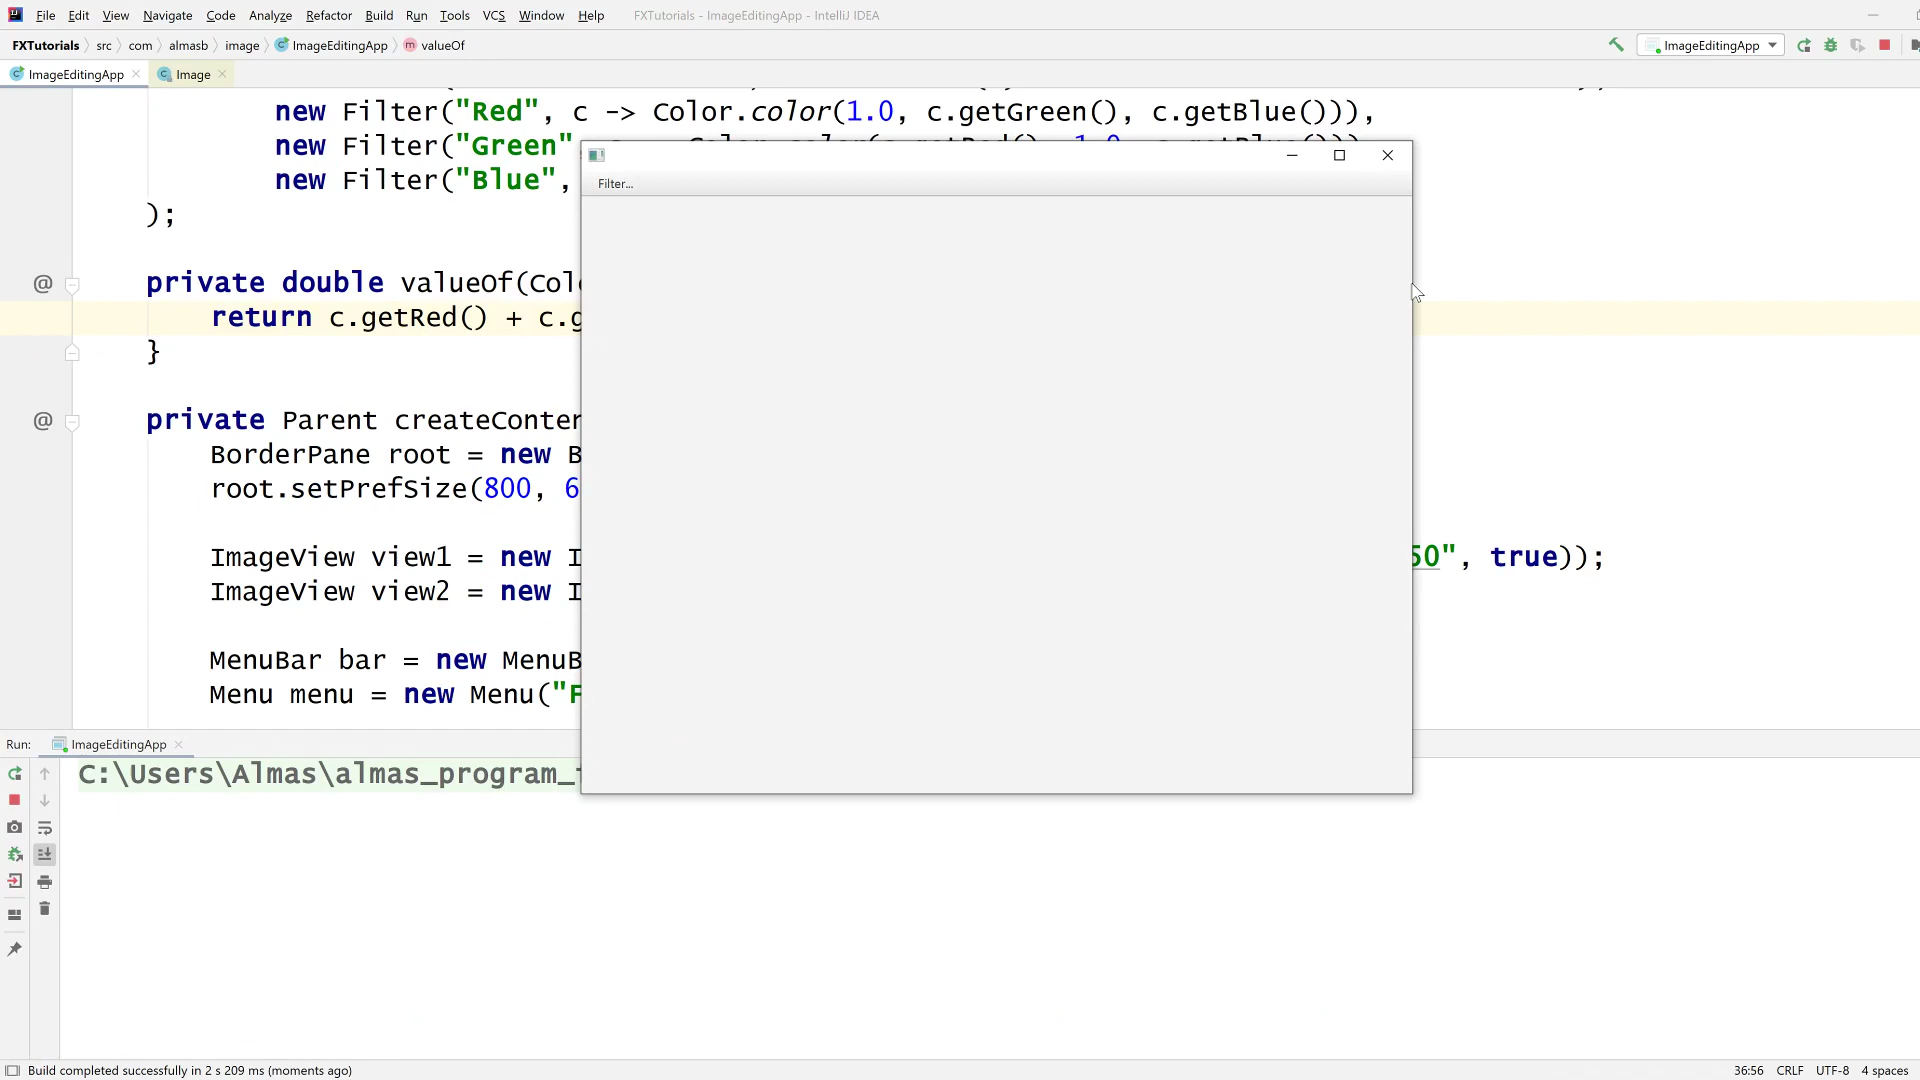 File Edit View Navigate Code Analyze Refactor Build Run Tools VCS Window Help FXTutorials - ImageEditingApp - IntelliJ IDEA
FXTutorials src com almasb image ImageEditingApp valueOf ImageEditingApp
ImageEditingApp Image
new Filter("Red", c -> Color.color(1.0, c.getGreen(), c.getBlue())),
new Filter("Green"
new Filter("Blue",
);
private double valueOf(Col
return c.getRed() + c.g
}
private Parent createConten
BorderPane root = new B
root.setPrefSize(800, 6
ImageView view1 = new I 50", true));
ImageView view2 = new I
MenuBar bar = new MenuB
Menu menu = new Menu("F
Filter...
Run: ImageEditingApp
C:\Users\Almas\almas_program_
Build completed successfully in 2 s 209 ms (moments ago) 36:56 CRLF UTF-8 4 spaces